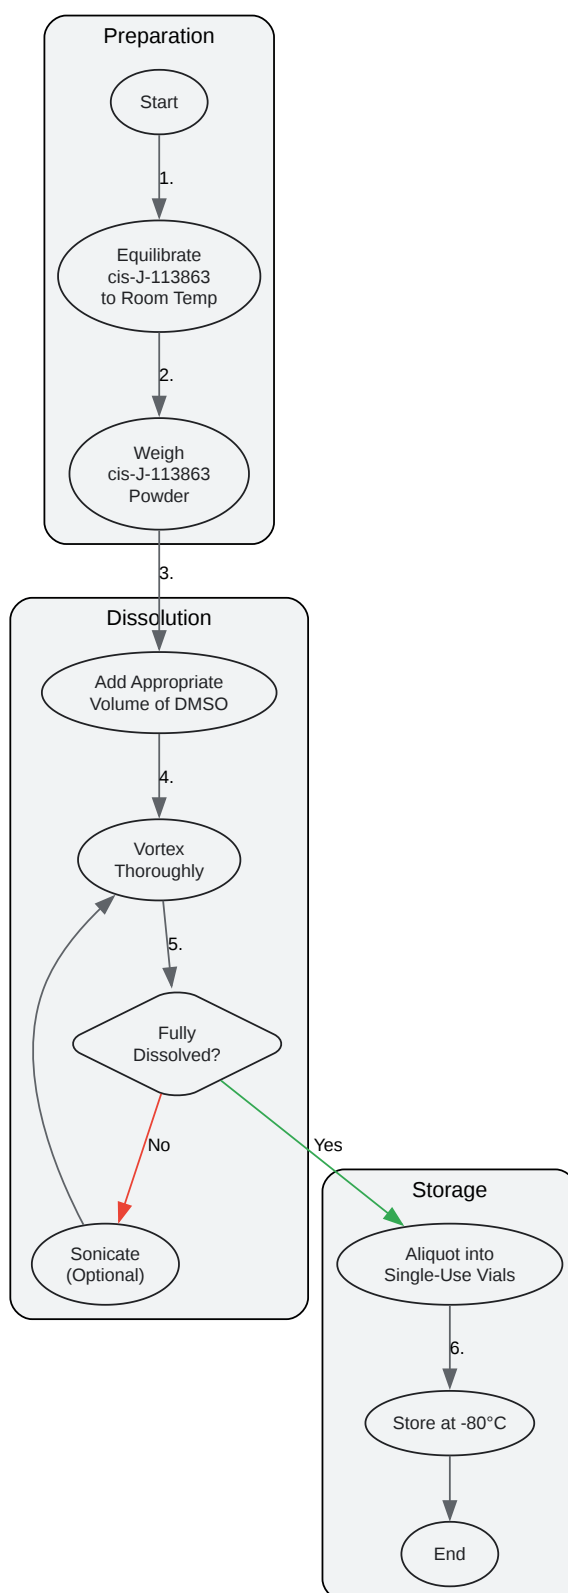 Preparation
Start
1.
Equilibrate
cis-J-113863
to Room Temp
2.
Weigh
cis-J-113863
Powder
3.
Dissolution
Add Appropriate
Volume of DMSO
4.
Vortex
Thoroughly
5.
Fully
Dissolved?
No
Yes
Sonicate
(Optional)
Storage
Aliquot into
Single-Use Vials
6.
Store at -80°C
End